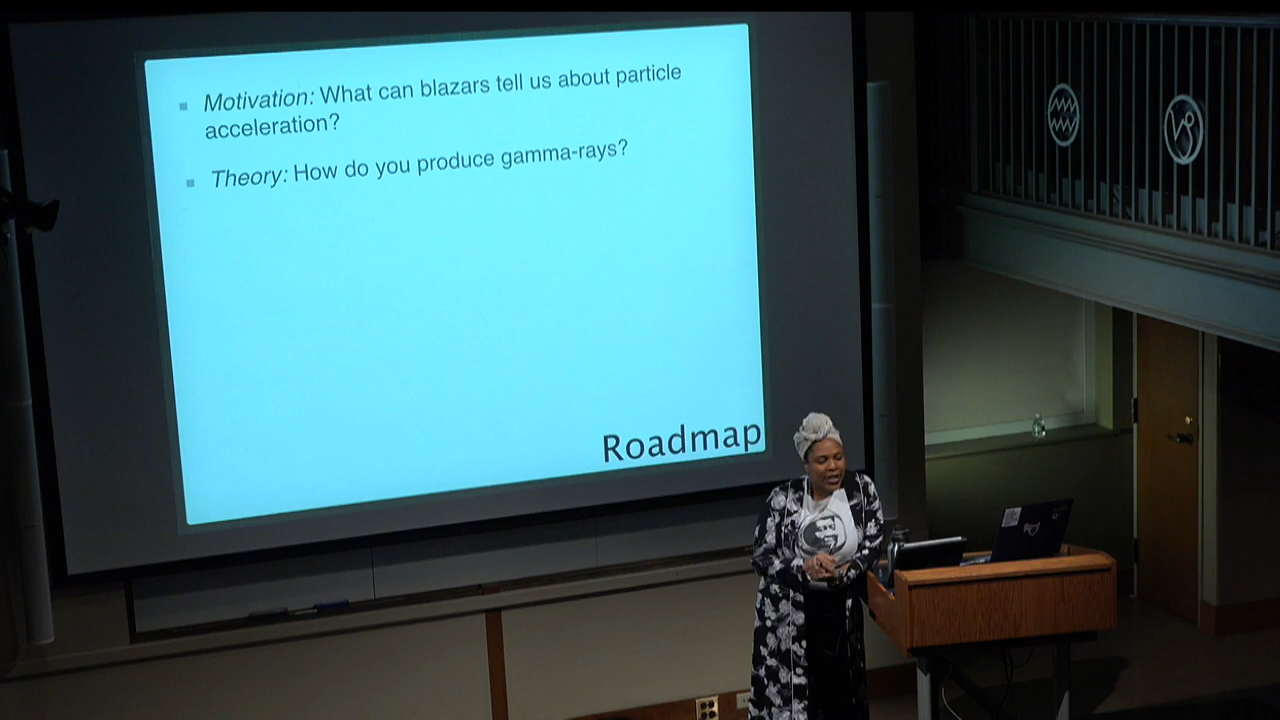 Motivation: What can blazars tell us about particle
acceleration?
Theory: How do you produce gamma-rays?
Roadmap